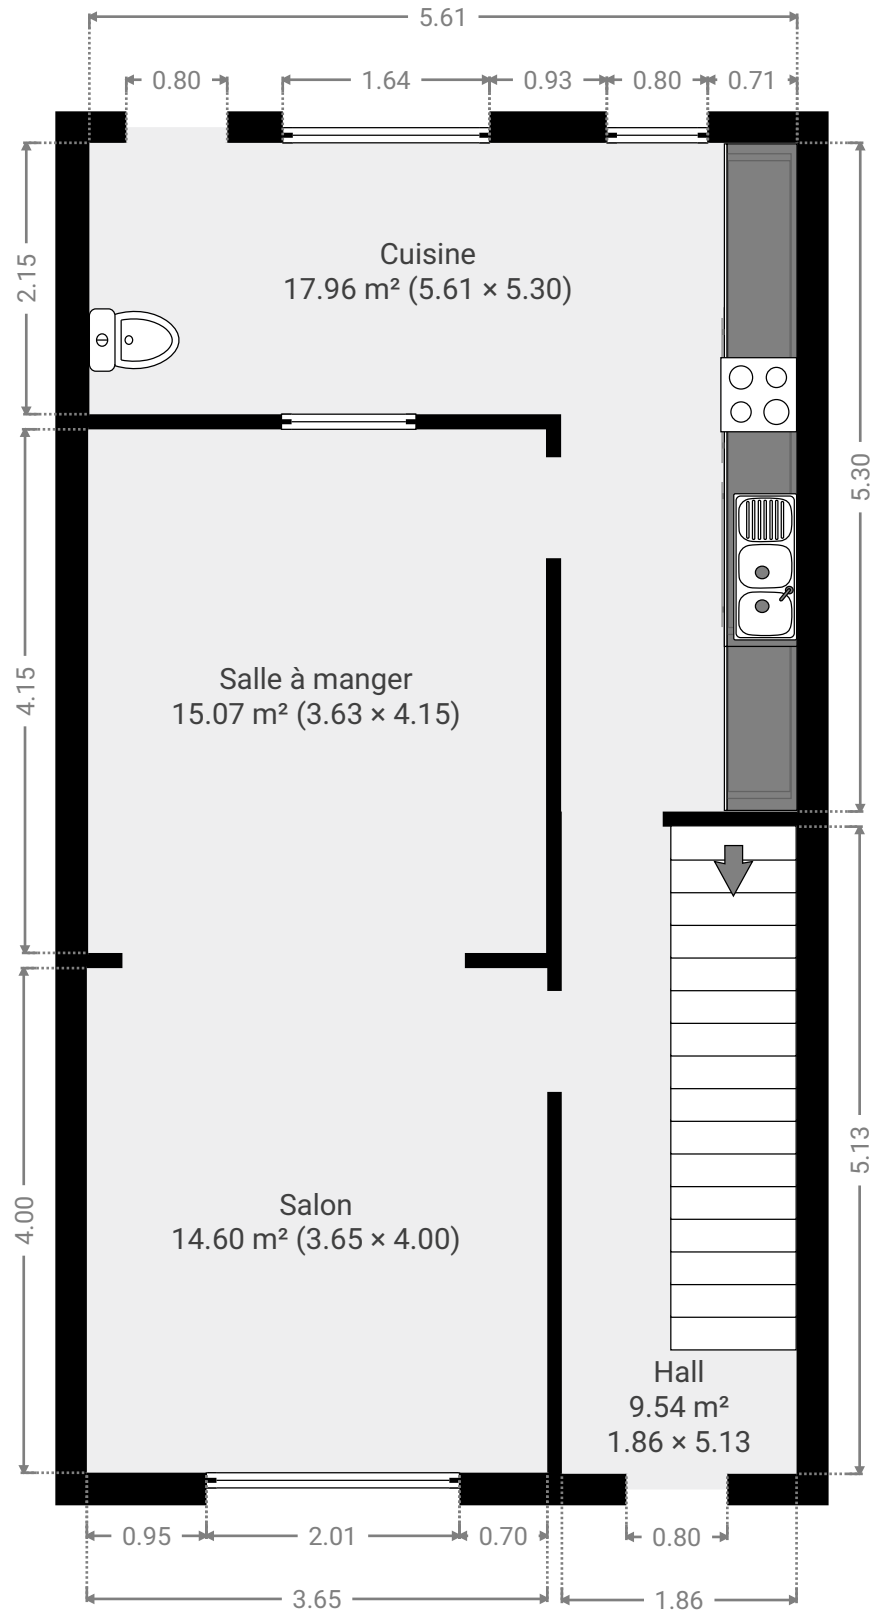 5.61
0.80
1.64
0.93
0.80
0.71
2.15
Cuisine
17.96 m² (5.61 × 5.30)
5.30
4.15
Salle à manger
15.07 m² (3.63 × 4.15)
5.13
4.00
Salon
14.60 m² (3.65 × 4.00)
Hall
9.54 m²
1.86 × 5.13
0.95
2.01
0.70
0.80
3.65
1.86